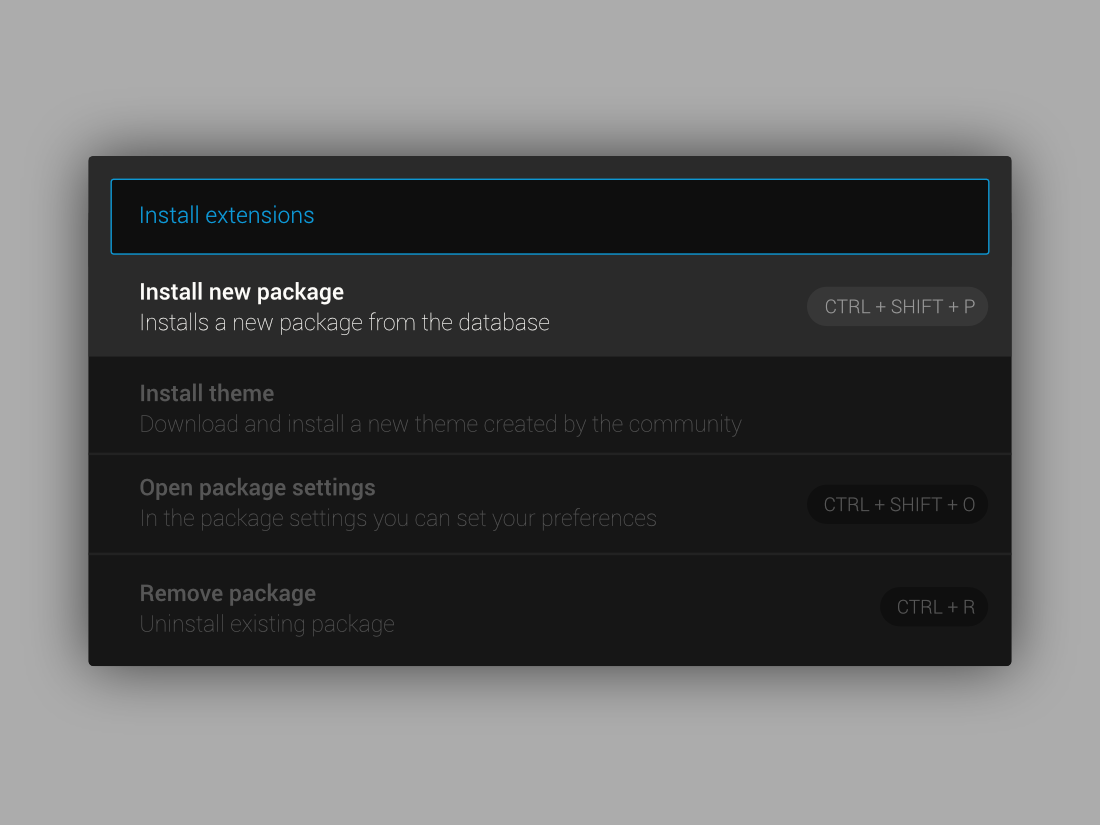 Install extensions
Install new package
Installs a new package from the database
CTRL + SHIFT + P
Install theme
Download and install a new theme created by the community
Open package settings
In the package settings you can set your preferences
CTRL + SHIFT + O
Remove package
Uninstall existing package
CTRL + R